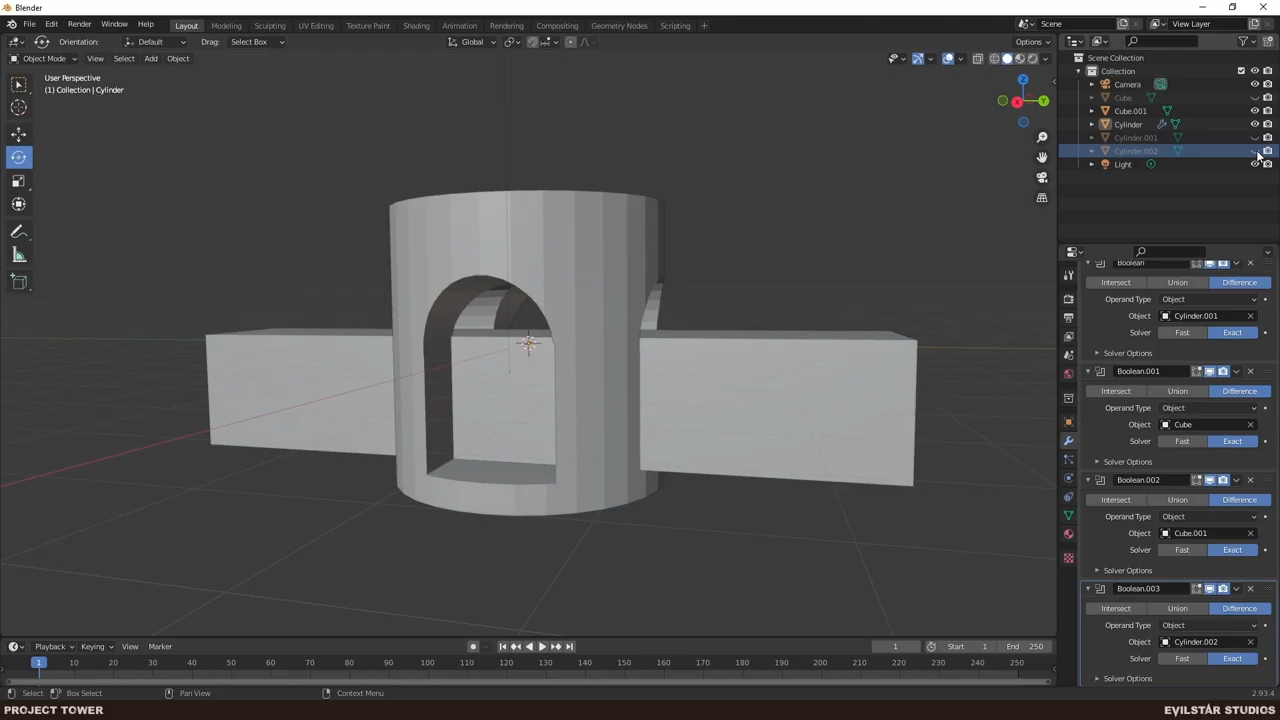 Blender
File Edit Render Window Help Layout Modeling Sculpting UV Editing Texture Paint Shading Animation Rendering Compositing Geometry Nodes Scripting Scene View Layer
Orientation: Default Drag: Select Box Global Options
Object Mode View Select Add Object
User Perspective
(1) Collection | Cylinder
X
Y
Z
Scene Collection
Collection
Camera
Cube
Cube.001
Cylinder
Cylinder.001
Cylinder.002
Light
Boolean
Intersect Union Difference
Operand Type Object
Object Cylinder.001
Solver Fast Exact
Solver Options
Boolean.001
Intersect Union Difference
Operand Type Object
Object Cube
Solver Fast Exact
Solver Options
Boolean.002
Intersect Union Difference
Operand Type Object
Object Cube.001
Solver Fast Exact
Solver Options
Boolean.003
Intersect Union Difference
Operand Type Object
Object Cylinder.002
Solver Fast Exact
Solver Options
Playback Keying View Marker 1 Start 1 End 250
1 10 20 30 40 50 60 70 80 90 100 110 120 130 140 150 160 170 180 190 200 210 220 230 240 250
Select Box Select Pan View Context Menu 2.93.4
PROJECT TOWER EVILSTAR STUDIOS